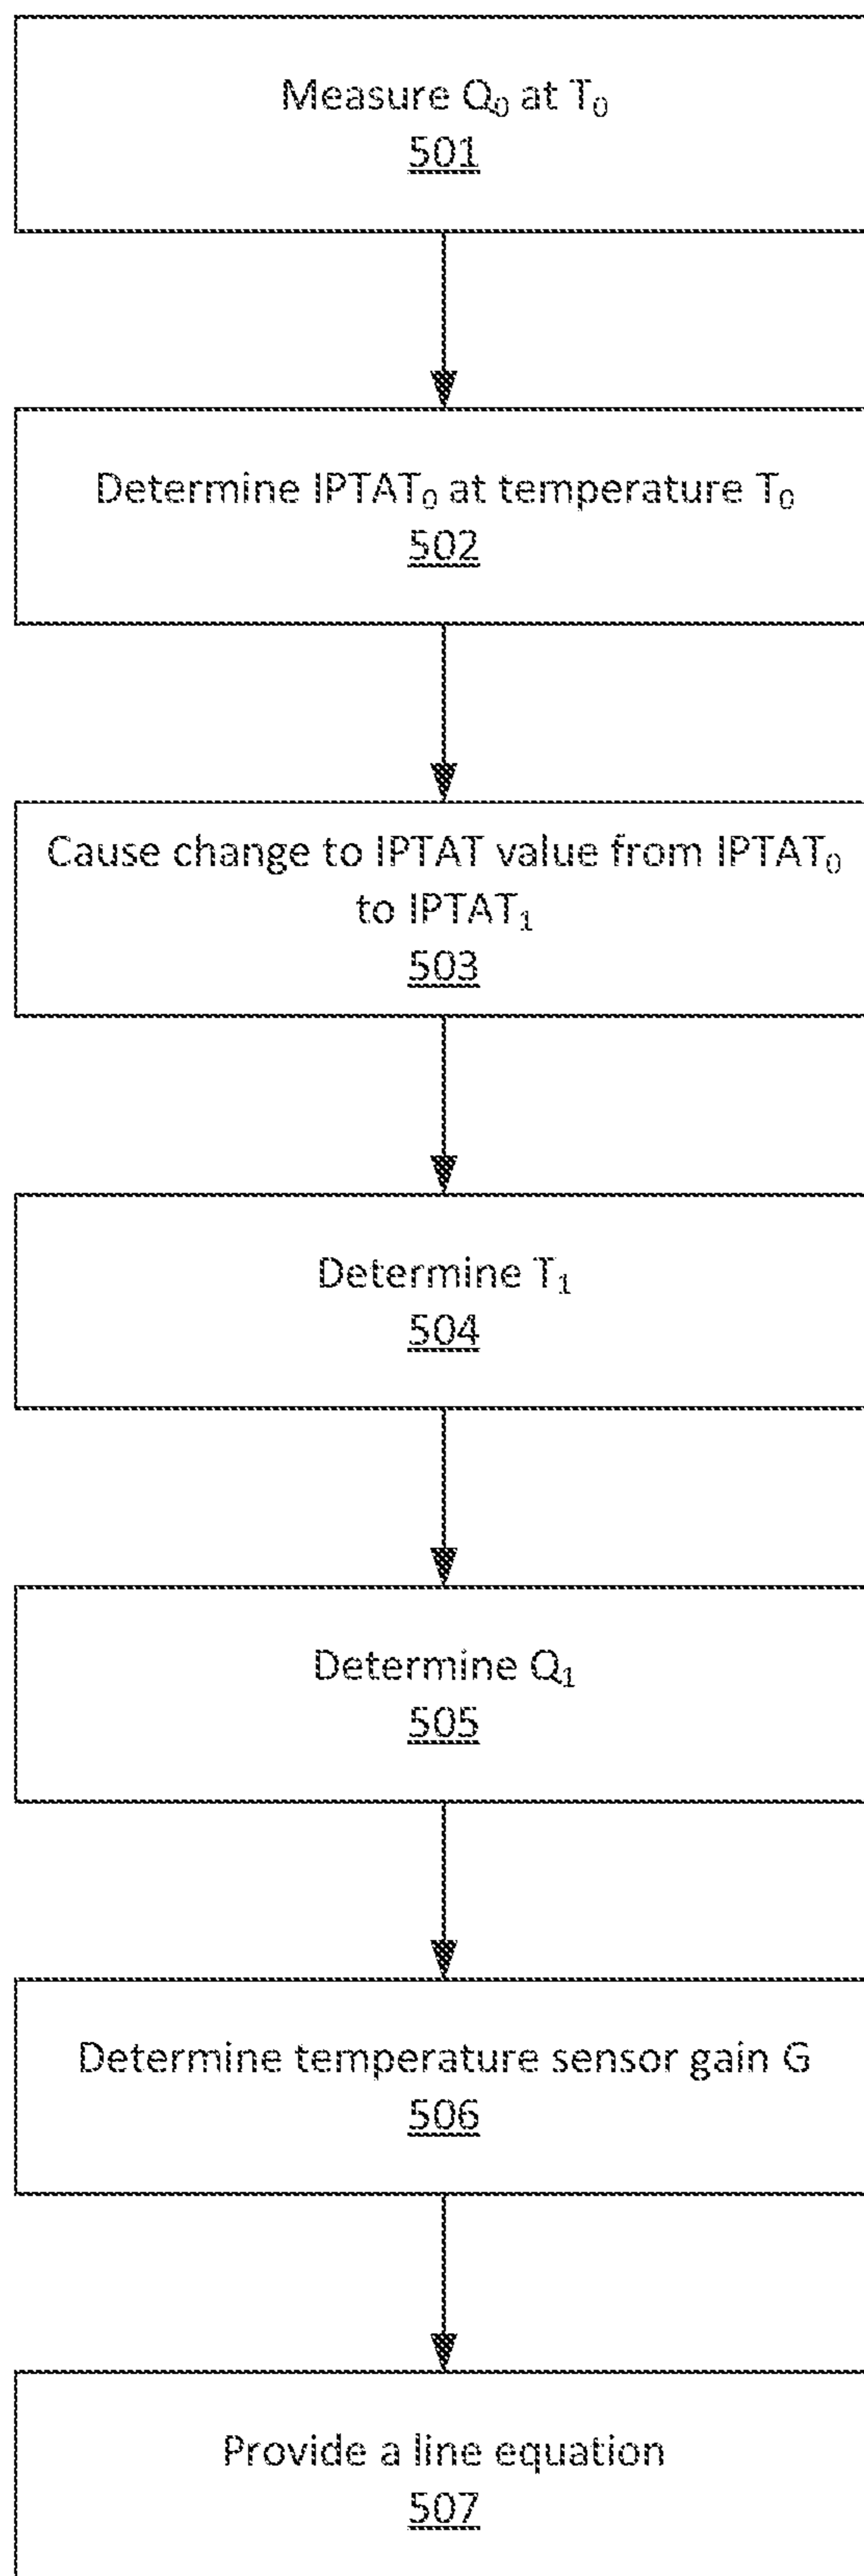 Measure Q₀ at T₀
501
Determine IPTAT₀ at temperature T₀
502
Cause change to IPTAT value from IPTAT₀
to IPTAT₁
503
Determine T₁
504
Determine Q₁
505
Determine temperature sensor gain G
506
Provide a line equation
507